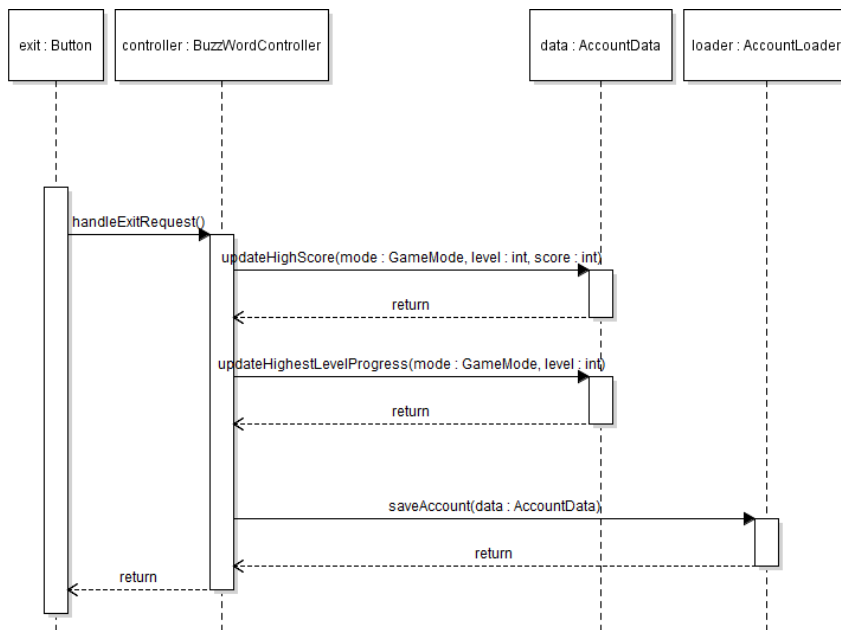 exit : Button
controller : BuzzWordController
data : AccountData
loader : AccountLoader
handleExitRequest()
updateHighScore(mode : GameMode, level : int, score : int)
return
updateHighestLevelProgress(mode : GameMode, level : int)
return
saveAccount(data : AccountData)
return
return